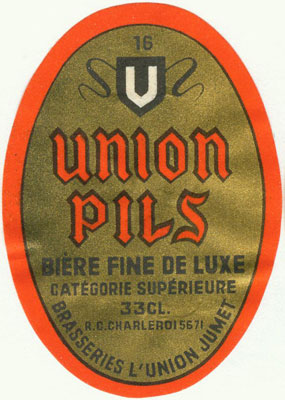 16
U
union
PILS
BIÈRE FINE DE LUXE
CATÉGORIE SUPÉRIEURE
33CL.
R.C.CHARLEROI 5671
BRASSERIES L'UNION JUMET